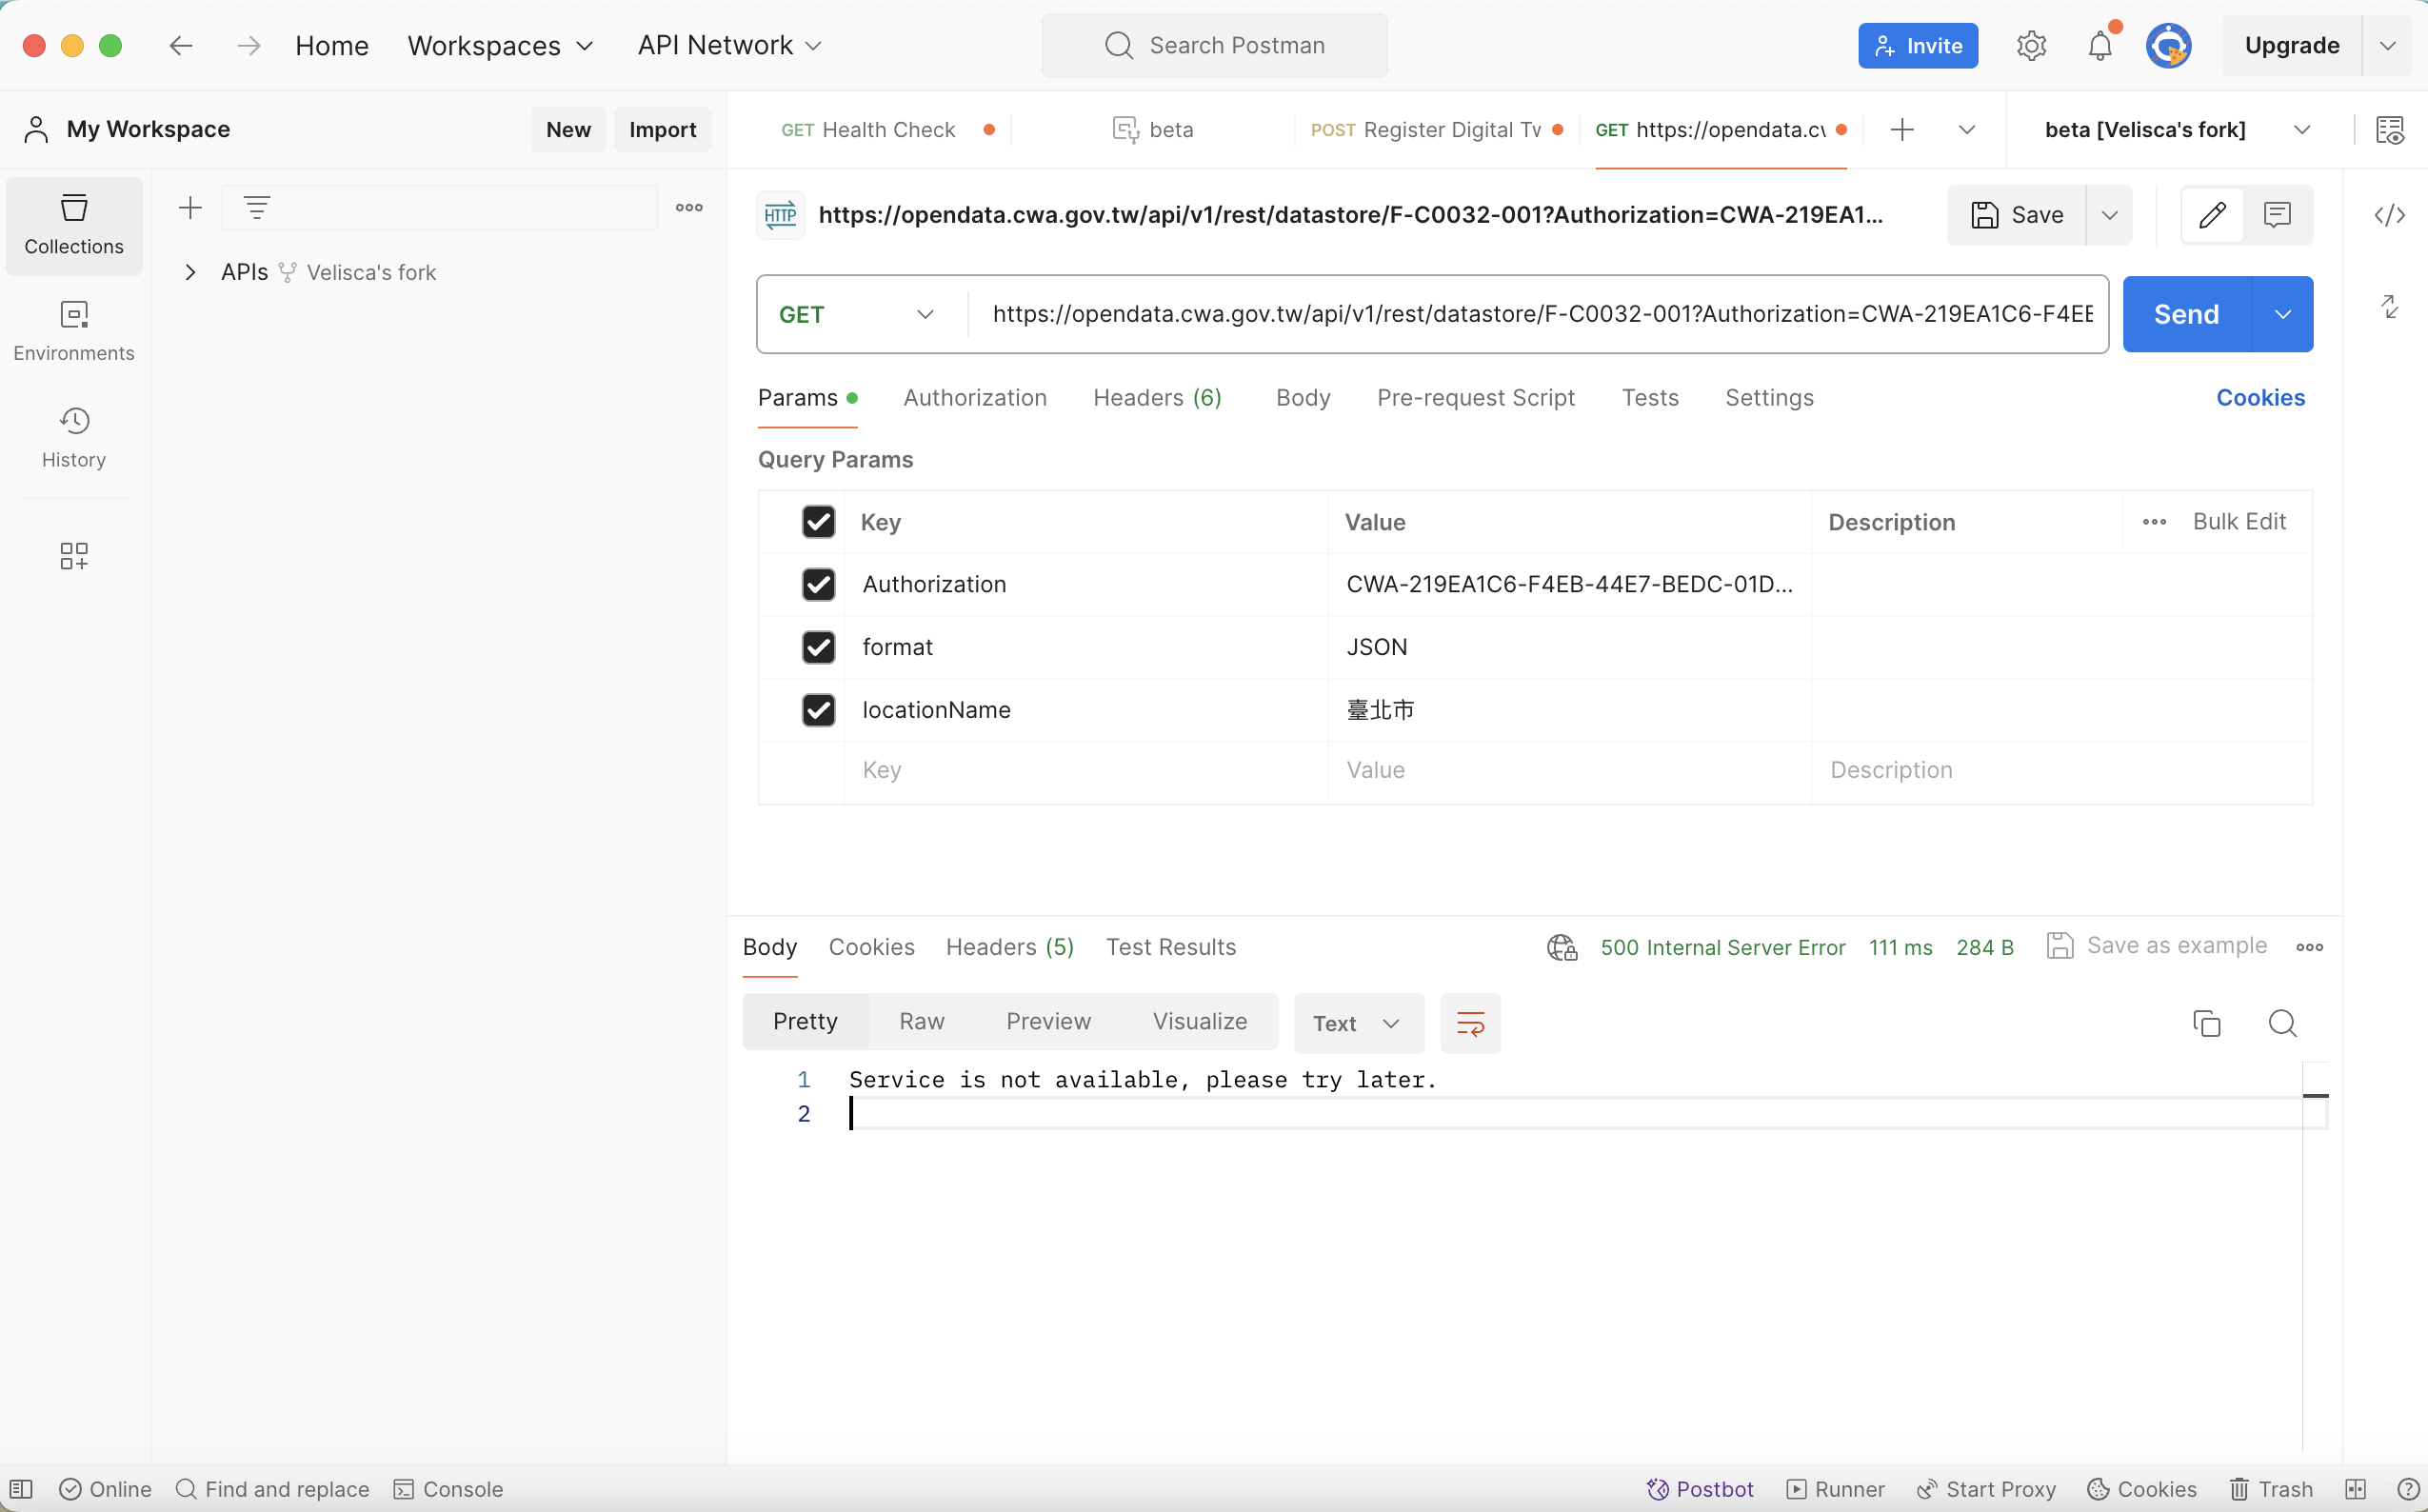 Home Workspaces API Network Search Postman Invite Upgrade
My Workspace New Import
GET Health Check beta POST Register Digital Tw GET https://opendata.cw beta [Velisca's fork]
Collections
Environments
History
APIs Velisca's fork
HTTP https://opendata.cwa.gov.tw/api/v1/rest/datastore/F-C0032-001?Authorization=CWA-219EA1... Save
GET https://opendata.cwa.gov.tw/api/v1/rest/datastore/F-C0032-001?Authorization=CWA-219EA1C6-F4EB Send
Params Authorization Headers (6) Body Pre-request Script Tests Settings Cookies
Query Params
Key Value Description Bulk Edit
Authorization CWA-219EA1C6-F4EB-44E7-BEDC-01D...
format JSON
locationName 臺北市
Key Value Description
Body Cookies Headers (5) Test Results 500 Internal Server Error 111 ms 284 B Save as example
Pretty Raw Preview Visualize Text
1 Service is not available, please try later.
2
Online Find and replace Console Postbot Runner Start Proxy Cookies Trash